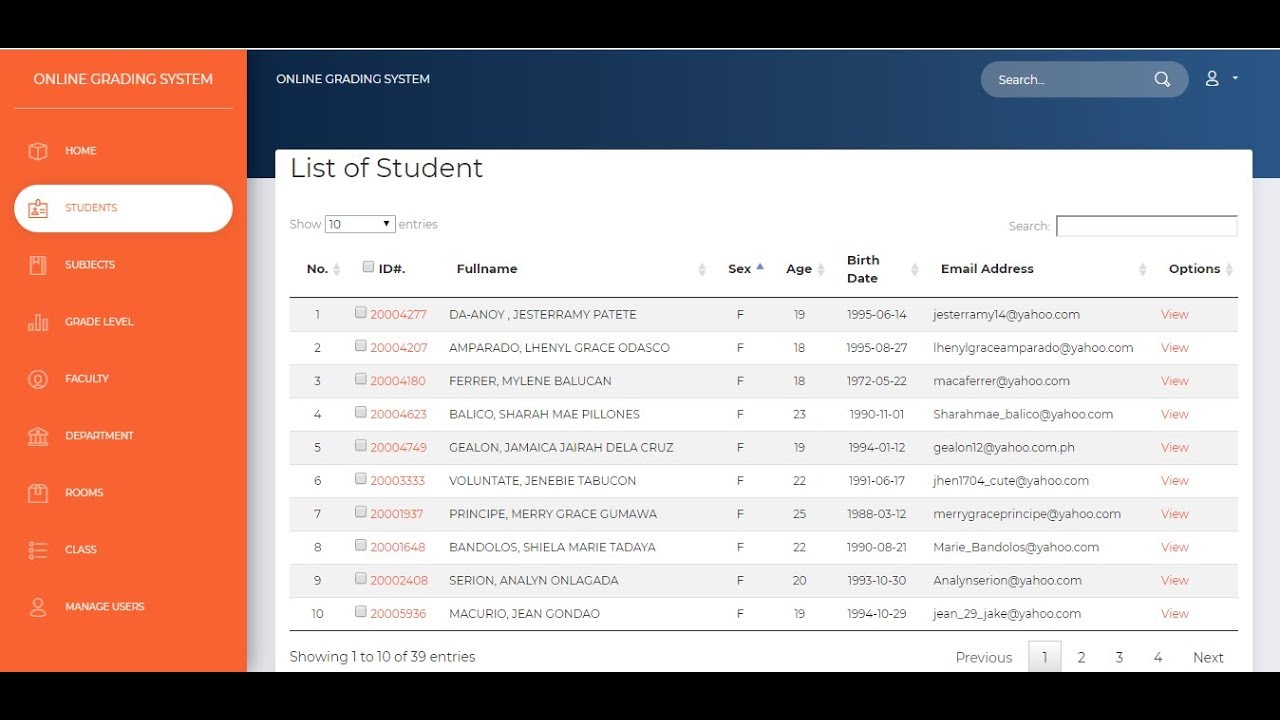 ONLINE GRADING SYSTEM
HOME
STUDENTS
SUBJECTS
GRADE LEVEL
FACULTY
DEPARTMENT
ROOMS
CLASS
MANAGE USERS
ONLINE GRADING SYSTEM
Search...
List of Student
Show 10 entries
Search:
No. ID#. Fullname Sex Age Birth Date Email Address Options
1 20004277 DA-ANOY , JESTERRAMY PATETE F 19 1995-06-14 jesterramy14@yahoo.com View
2 20004207 AMPARADO, LHENYL GRACE ODASCO F 18 1995-08-27 lhenylgraceamparado@yahoo.com View
3 20004180 FERRER, MYLENE BALUCAN F 18 1972-05-22 macaferrer@yahoo.com View
4 20004623 BALICO, SHARAH MAE PILLONES F 23 1990-11-01 Sharahmae_balico@yahoo.com View
5 20004749 GEALON, JAMAICA JAIRAH DELA CRUZ F 19 1994-01-12 gealon12@yahoo.com.ph View
6 20003333 VOLUNTATE, JENEBIE TABUCON F 22 1991-06-17 jhen1704_cute@yahoo.com View
7 20001937 PRINCIPE, MERRY GRACE GUMAWA F 25 1988-03-12 merrygraceprincipe@yahoo.com View
8 20001648 BANDOLOS, SHIELA MARIE TADAYA F 22 1990-08-21 Marie_Bandolos@yahoo.com View
9 20002408 SERION, ANALYN ONLAGADA F 20 1993-10-30 Analynserion@yahoo.com View
10 20005936 MACURIO, JEAN GONDAO F 19 1994-10-29 jean_29_jake@yahoo.com View
Showing 1 to 10 of 39 entries
Previous 1 2 3 4 Next